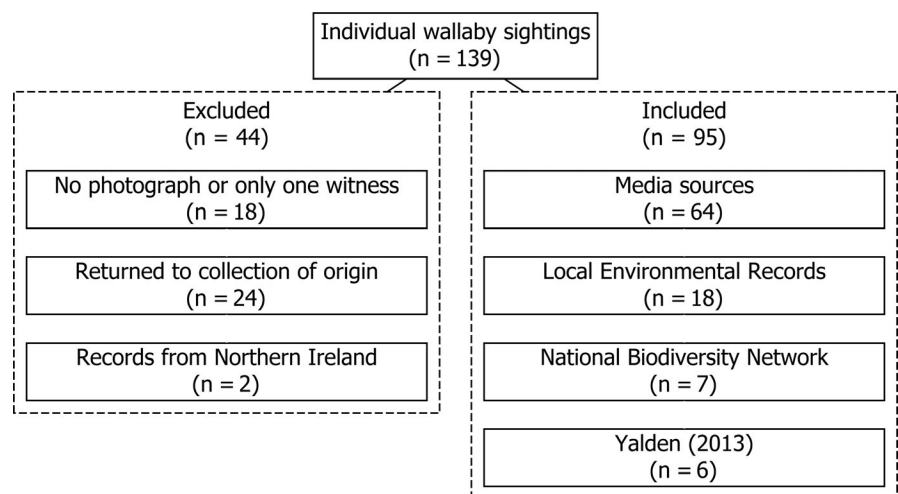 Individual wallaby sightings
(n = 139)
Excluded
(n = 44)
No photograph or only one witness
(n = 18)
Returned to collection of origin
(n = 24)
Records from Northern Ireland
(n = 2)
Included
(n = 95)
Media sources
(n = 64)
Local Environmental Records
(n = 18)
National Biodiversity Network
(n = 7)
Yalden (2013)
(n = 6)